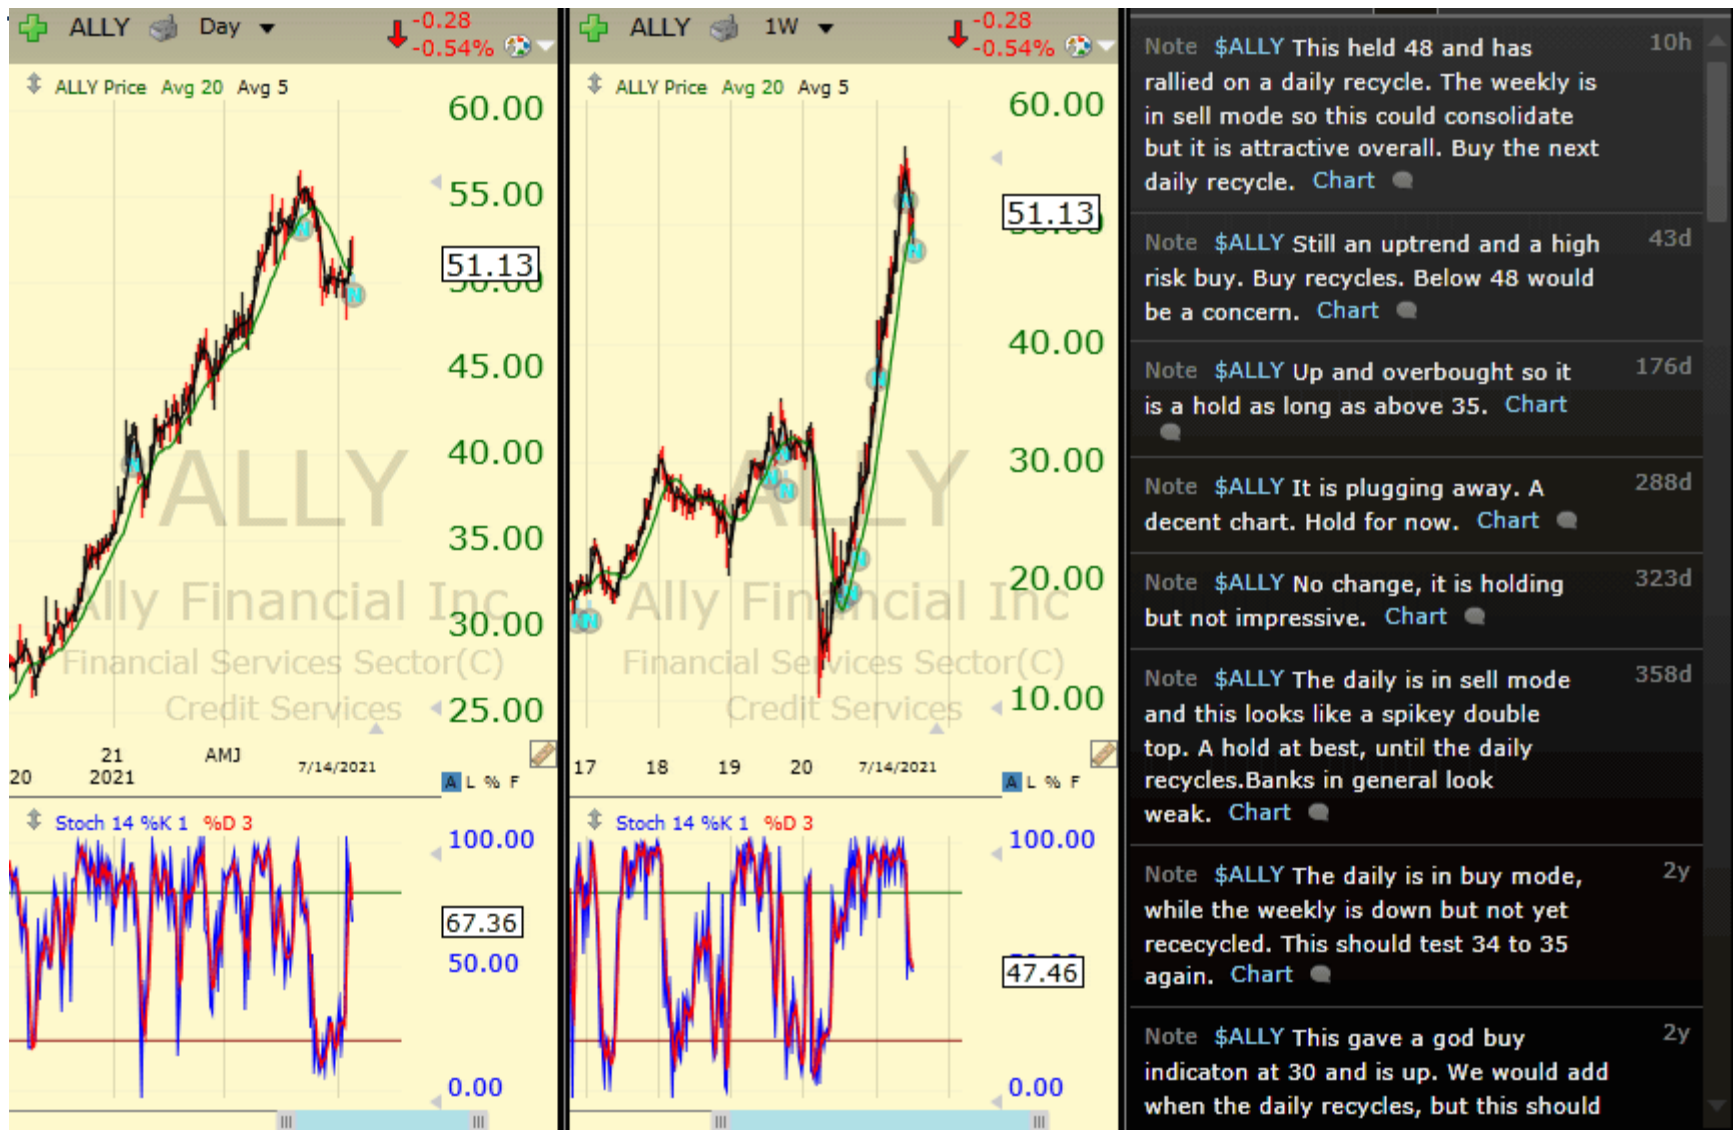 ALLY Day -0.28
-0.54%
ALLY Price Avg 20 Avg 5
60.00
55.00
51.13
50.00
45.00
40.00
35.00
30.00
25.00
ALLY
Ally Financial Inc
Financial Services Sector(C)
Credit Services
20 21 AMJ 7/14/2021
2021
A L % F
Stoch 14 %K 1 %D 3
100.00
67.36
50.00
0.00
ALLY 1W -0.28
-0.54%
ALLY Price Avg 20 Avg 5
60.00
51.13
50.00
40.00
30.00
20.00
10.00
ALLY
Ally Financial Inc
Financial Services Sector(C)
Credit Services
17 18 19 20 7/14/2021
A L % F
Stoch 14 %K 1 %D 3
100.00
47.46
0.00
Note $ALLY This held 48 and has 10h
rallied on a daily recycle. The weekly is
in sell mode so this could consolidate
but it is attractive overall. Buy the next
daily recycle. Chart
Note $ALLY Still an uptrend and a high 43d
risk buy. Buy recycles. Below 48 would
be a concern. Chart
Note $ALLY Up and overbought so it 176d
is a hold as long as above 35. Chart
Note $ALLY It is plugging away. A 288d
decent chart. Hold for now. Chart
Note $ALLY No change, it is holding 323d
but not impressive. Chart
Note $ALLY The daily is in sell mode 358d
and this looks like a spikey double
top. A hold at best, until the daily
recycles.Banks in general look
weak. Chart
Note $ALLY The daily is in buy mode, 2y
while the weekly is down but not yet
rececycled. This should test 34 to 35
again. Chart
Note $ALLY This gave a god buy 2y
indicaton at 30 and is up. We would add
when the daily recycles, but this should